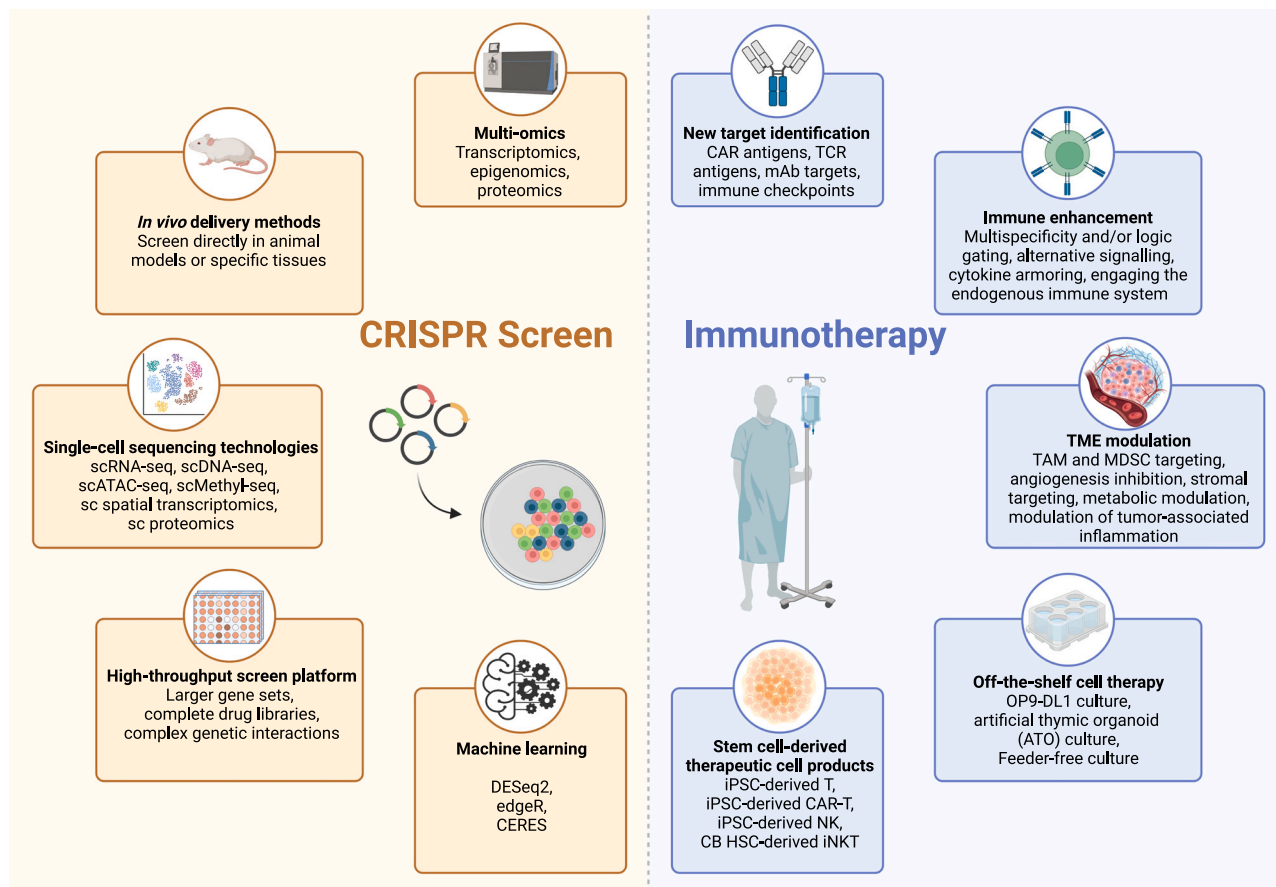 Multi-omics
Transcriptomics,
epigenomics,
proteomics
In vivo delivery methods
Screen directly in animal
models or specific tissues
CRISPR Screen
Single-cell sequencing technologies
scRNA-seq, scDNA-seq,
scATAC-seq, scMethyl-seq,
sc spatial transcriptomics,
sc proteomics
High-throughput screen platform
Larger gene sets,
complete drug libraries,
complex genetic interactions
Machine learning
DESeq2,
edgeR,
CERES
New target identification
CAR antigens, TCR
antigens, mAb targets,
immune checkpoints
Immune enhancement
Multispecificity and/or logic
gating, alternative signalling,
cytokine armoring, engaging the
endogenous immune system
Immunotherapy
TME modulation
TAM and MDSC targeting,
angiogenesis inhibition, stromal
targeting, metabolic modulation,
modulation of tumor-associated
inflammation
Off-the-shelf cell therapy
OP9-DL1 culture,
artificial thymic organoid
(ATO) culture,
Feeder-free culture
Stem cell-derived
therapeutic cell products
iPSC-derived T,
iPSC-derived CAR-T,
iPSC-derived NK,
CB HSC-derived iNKT